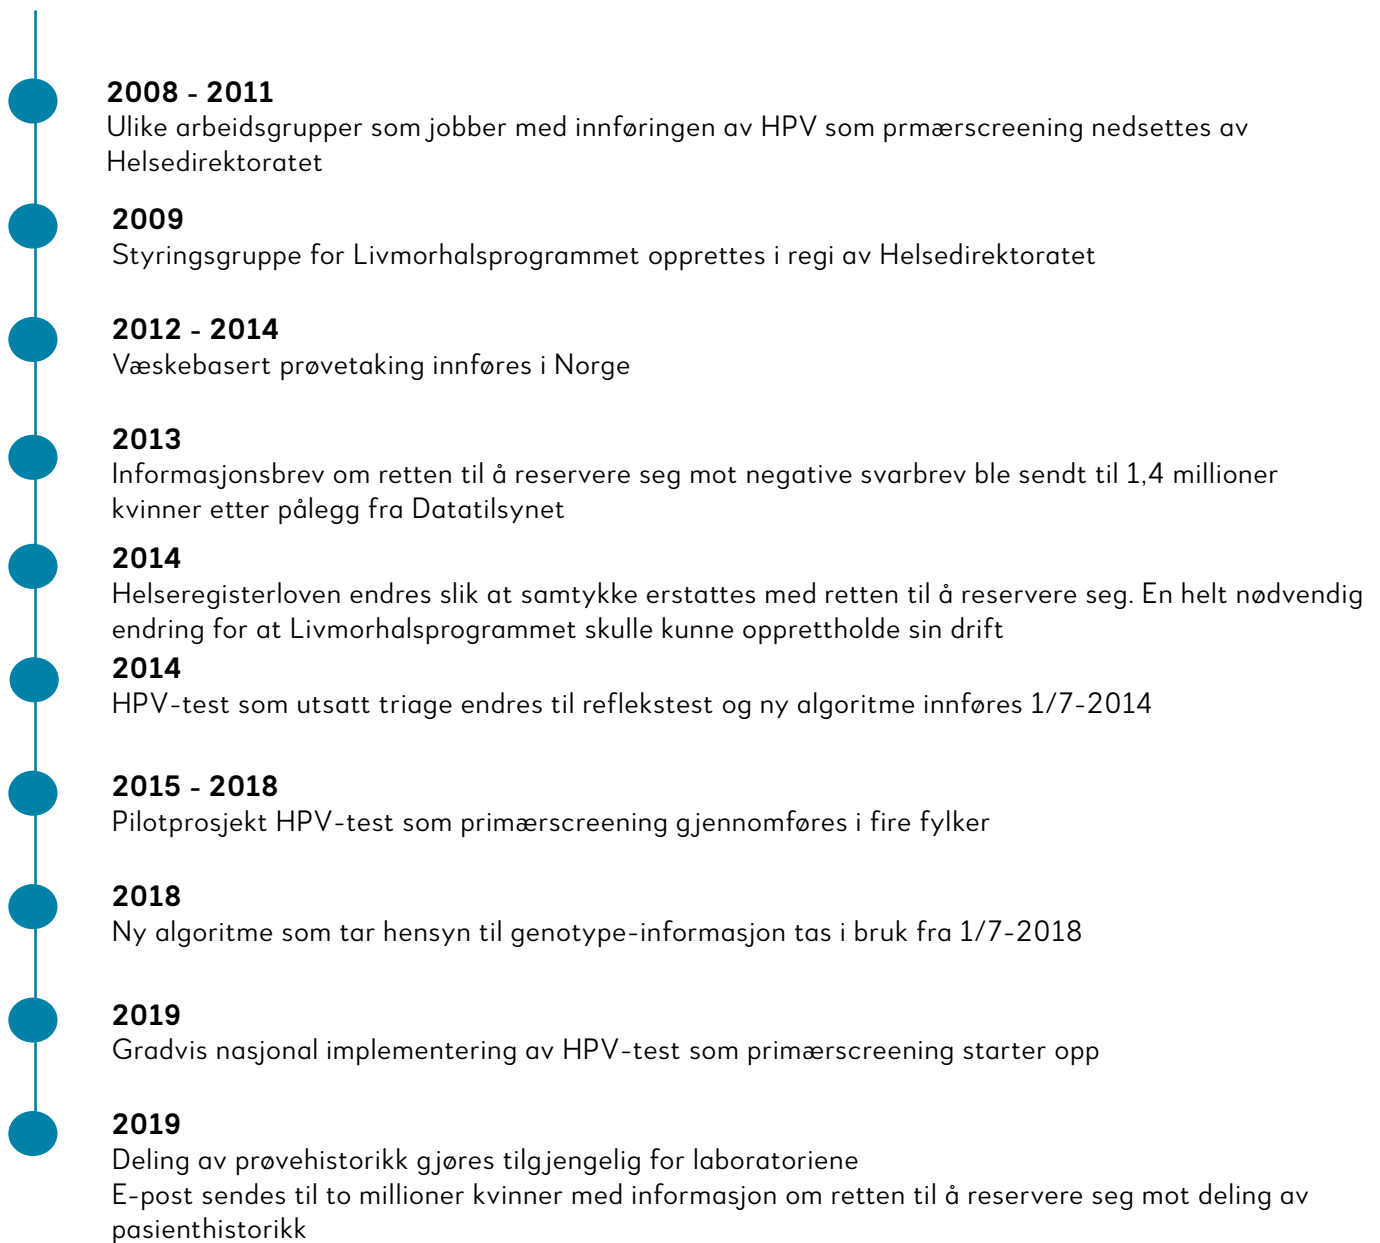 2008 - 2011
Ulike arbeidsgrupper som jobber med innføringen av HPV som prmærscreening nedsettes av
Helsedirektoratet
2009
Styringsgruppe for Livmorhalsprogrammet opprettes i regi av Helsedirektoratet
2012 - 2014
Væskebasert prøvetaking innføres i Norge
2013
Informasjonsbrev om retten til å reservere seg mot negative svarbrev ble sendt til 1,4 millioner
kvinner etter pålegg fra Datatilsynet
2014
Helseregisterloven endres slik at samtykke erstattes med retten til å reservere seg. En helt nødvendig
endring for at Livmorhalsprogrammet skulle kunne opprettholde sin drift
2014
HPV-test som utsatt triage endres til reflekstest og ny algoritme innføres 1/7-2014
2015 - 2018
Pilotprosjekt HPV-test som primærscreening gjennomføres i fire fylker
2018
Ny algoritme som tar hensyn til genotype-informasjon tas i bruk fra 1/7-2018
2019
Gradvis nasjonal implementering av HPV-test som primærscreening starter opp
2019
Deling av prøvehistorikk gjøres tilgjengelig for laboratoriene
E-post sendes til to millioner kvinner med informasjon om retten til å reservere seg mot deling av
pasienthistorikk